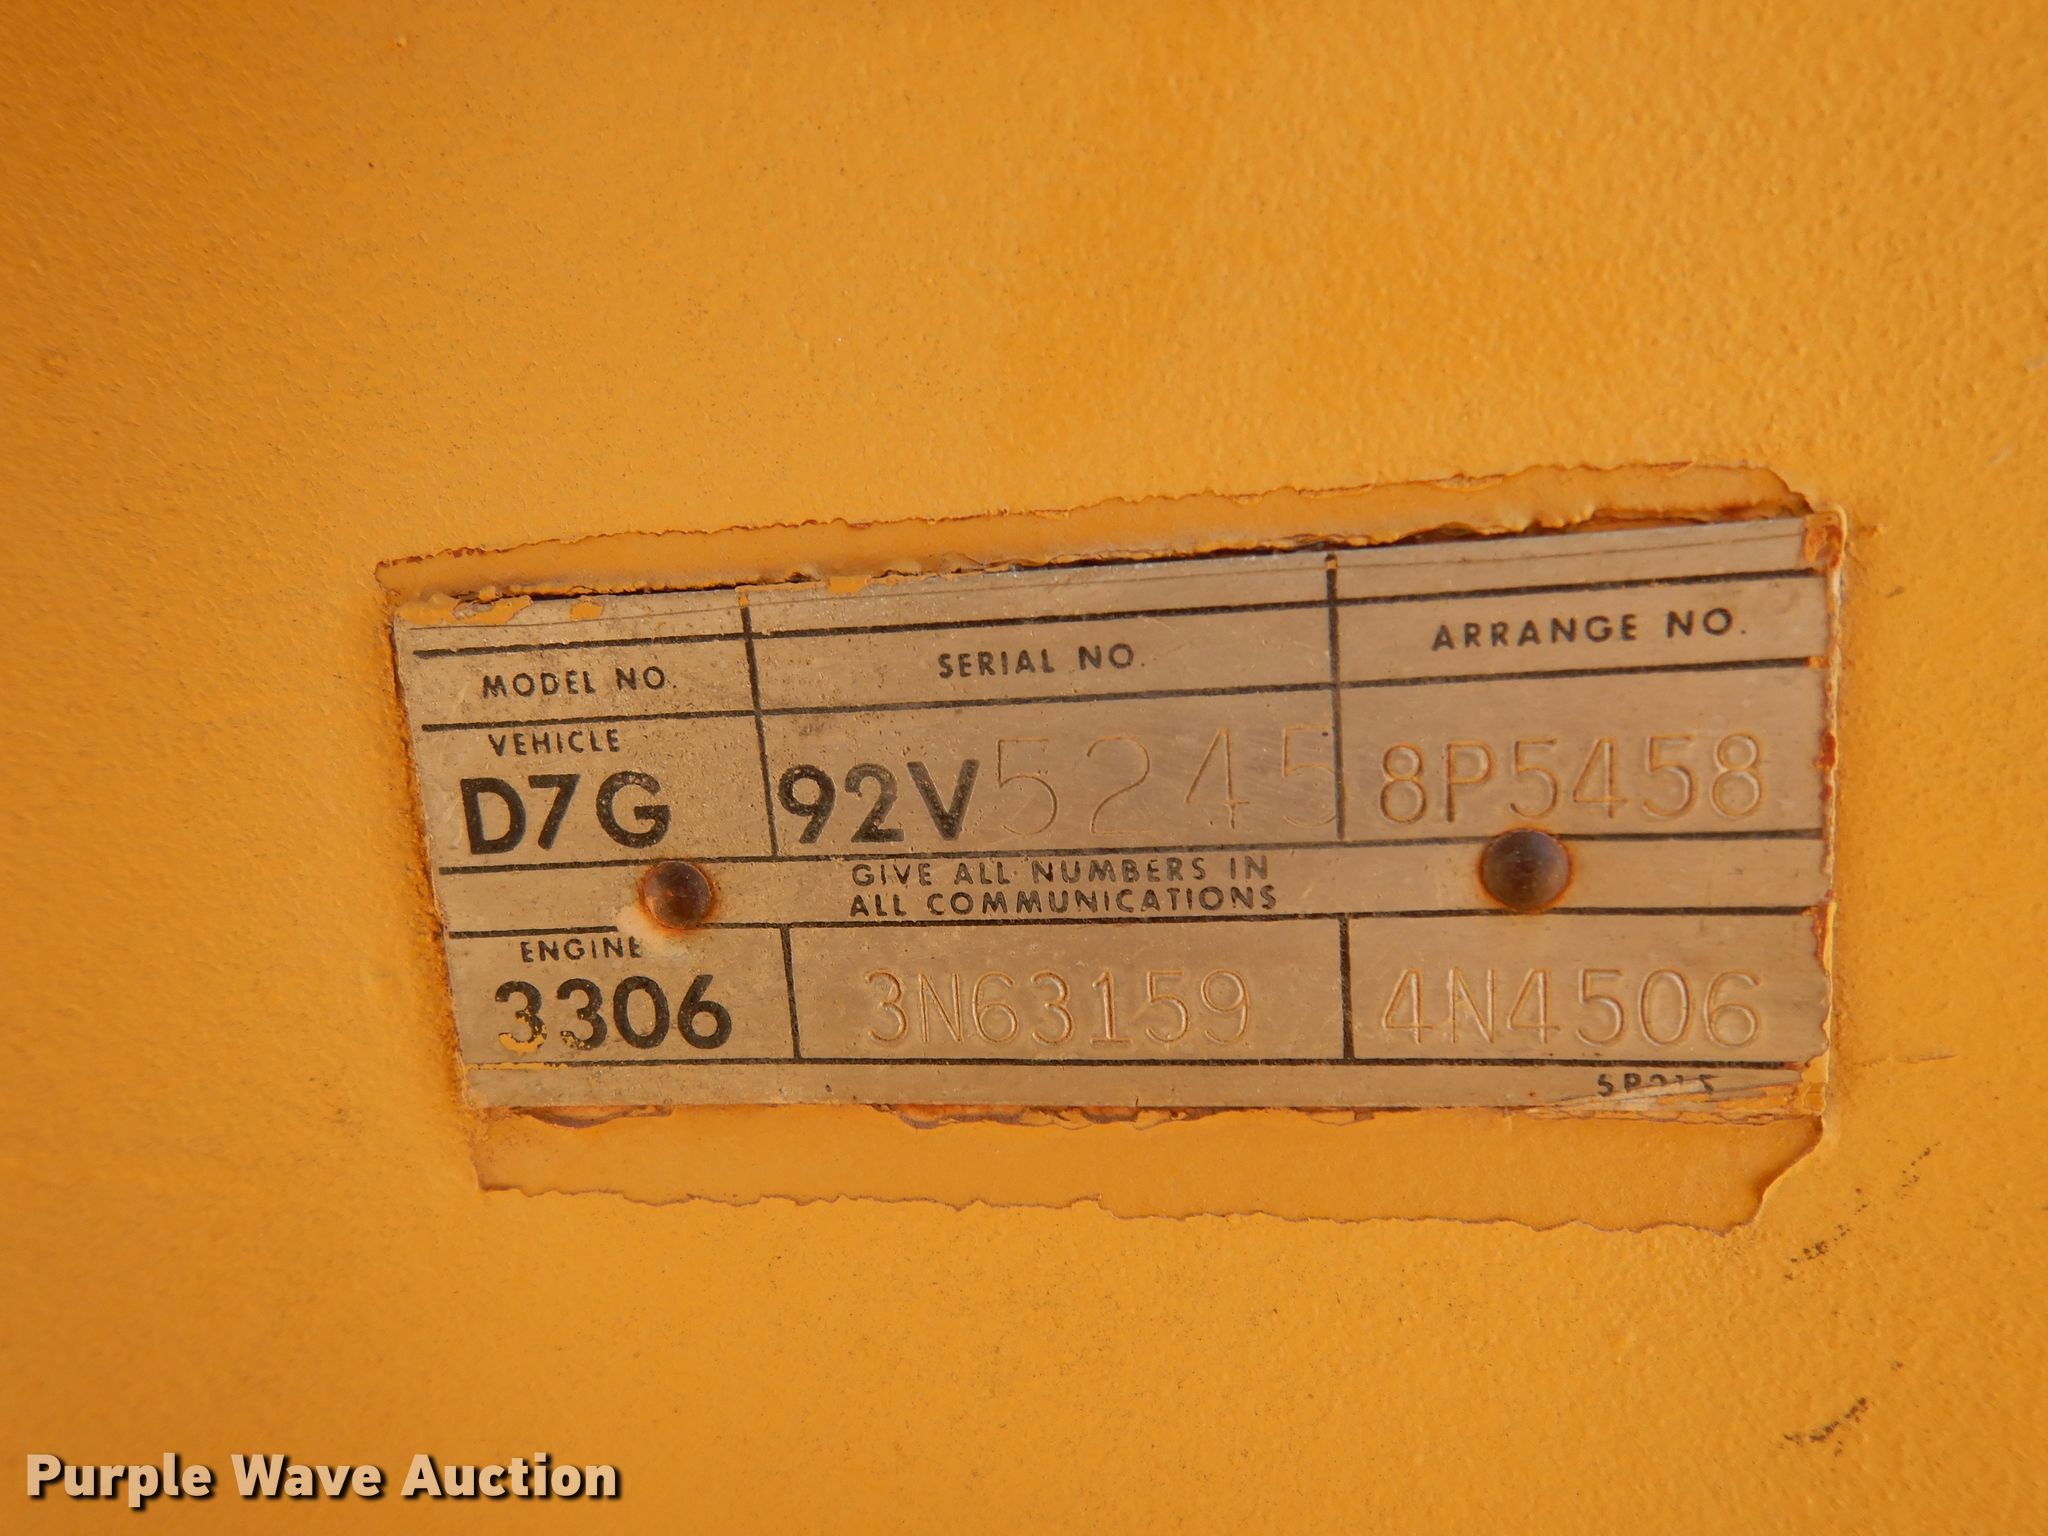 MODEL NO. SERIAL NO. ARRANGE NO.
VEHICLE
D7G 92V5245 8P5458
GIVE ALL NUMBERS IN
ALL COMMUNICATIONS
ENGINE
3306 3N63159 4N4506
Purple Wave Auction